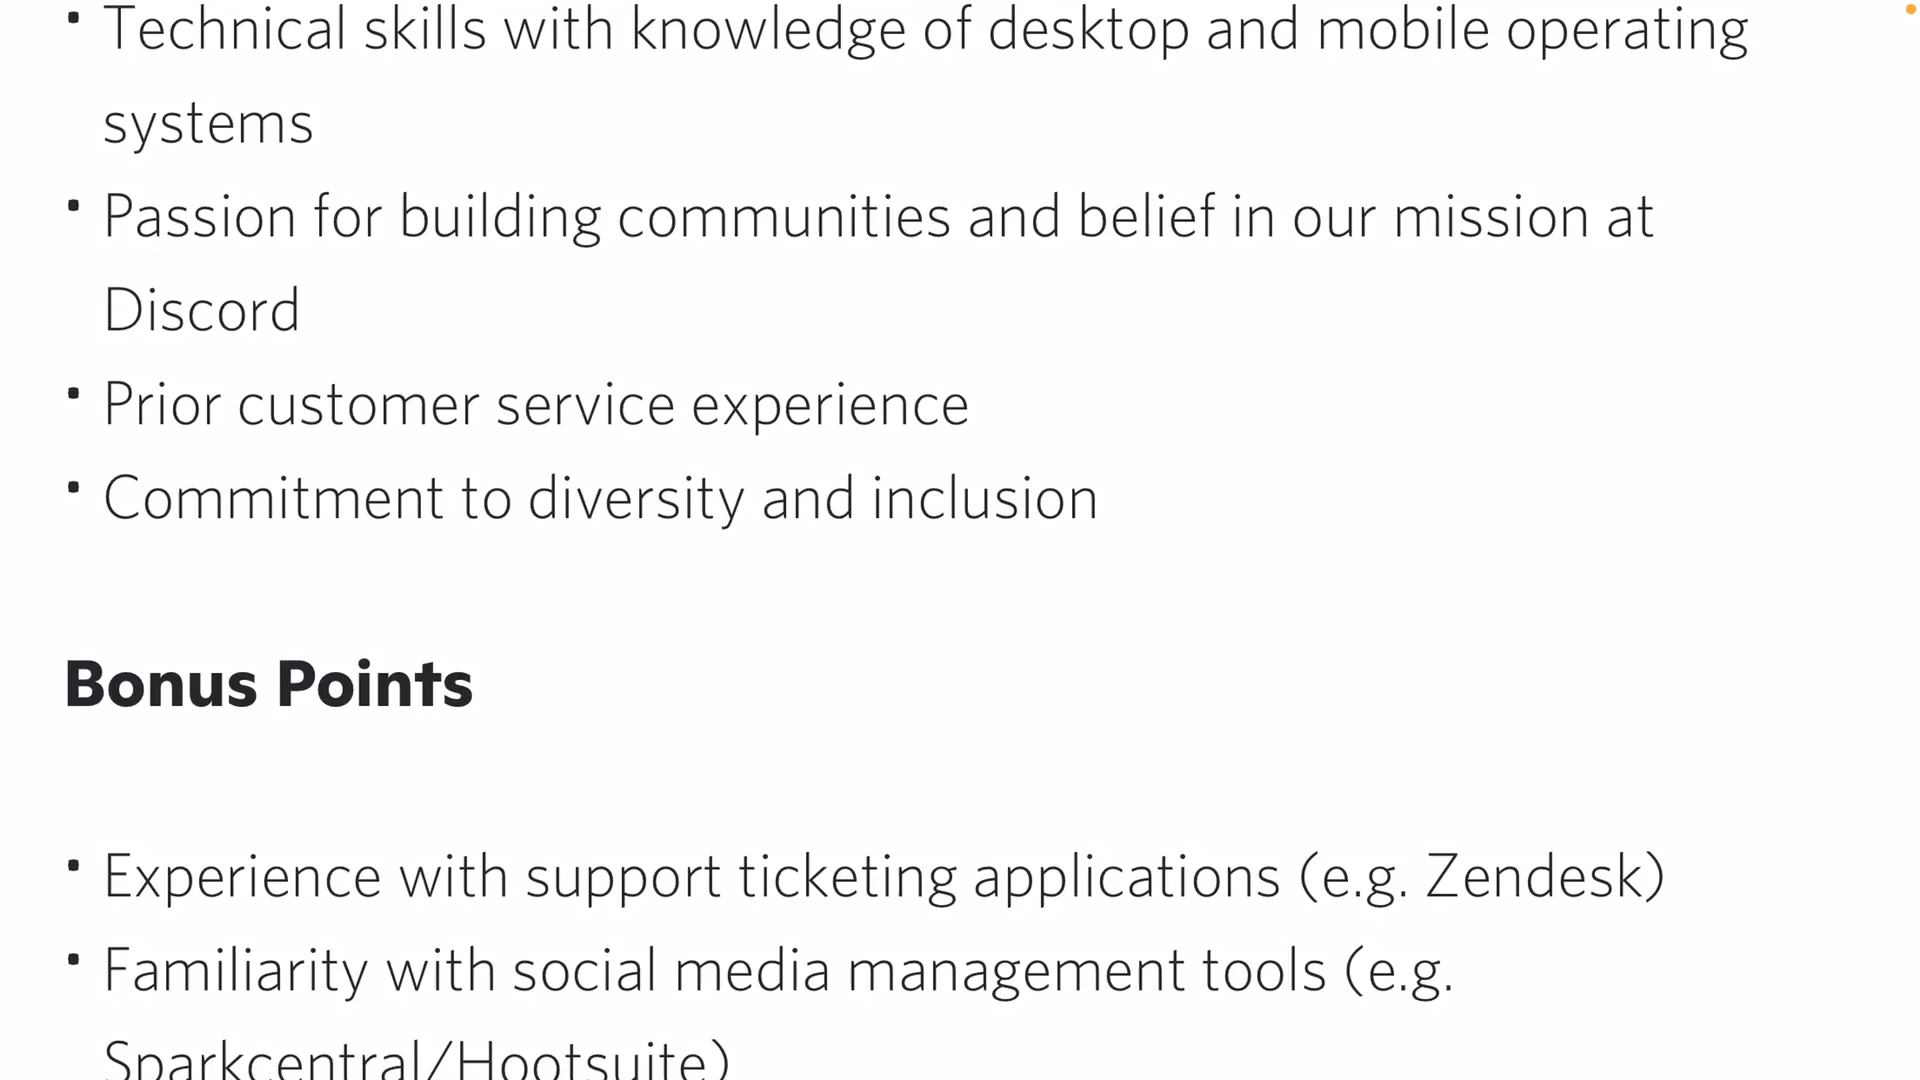 · Technical skills with knowledge of desktop and mobile operating
systems
· Passion for building communities and belief in our mission at
Discord
· Prior customer service experience
· Commitment to diversity and inclusion
Bonus Points
· Experience with support ticketing applications (e.g. Zendesk)
· Familiarity with social media management tools (e.g.
Sparkcentral/Hootsuite)